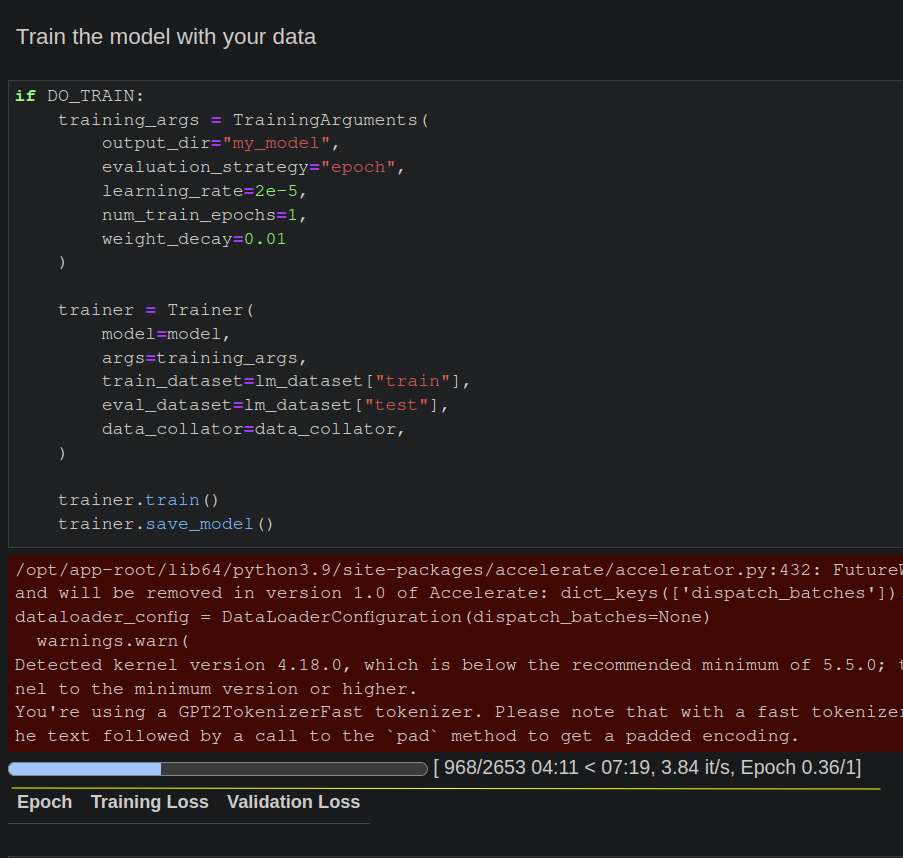 Train the model with your data
if DO_TRAIN:
    training_args = TrainingArguments(
        output_dir="my_model",
        evaluation_strategy="epoch",
        learning_rate=2e-5,
        num_train_epochs=1,
        weight_decay=0.01
    )
    trainer = Trainer(
        model=model,
        args=training_args,
        train_dataset=lm_dataset["train"],
        eval_dataset=lm_dataset["test"],
        data_collator=data_collator,
    )
    trainer.train()
    trainer.save_model()
/opt/app-root/lib64/python3.9/site-packages/accelerate/accelerator.py:432: Future
and will be removed in version 1.0 of Accelerate: dict_keys(['dispatch_batches'])
dataloader_config = DataLoaderConfiguration(dispatch_batches=None)
  warnings.warn(
Detected kernel version 4.18.0, which is below the recommended minimum of 5.5.0;
nel to the minimum version or higher.
You're using a GPT2TokenizerFast tokenizer. Please note that with a fast tokenizer
he text followed by a call to the `pad` method to get a padded encoding.
[ 968/2653 04:11 < 07:19, 3.84 it/s, Epoch 0.36/1]
Epoch Training Loss Validation Loss